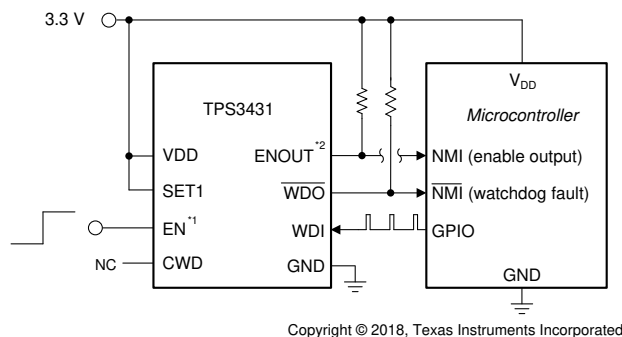 3.3 V
TPS3431
VDD
SET1
EN*1
CWD
NC
ENOUT*2
WDO
WDI
GND
VDD
Microcontroller
NMI (enable output)
NMI (watchdog fault)
GPIO
GND
Copyright © 2018, Texas Instruments Incorporated